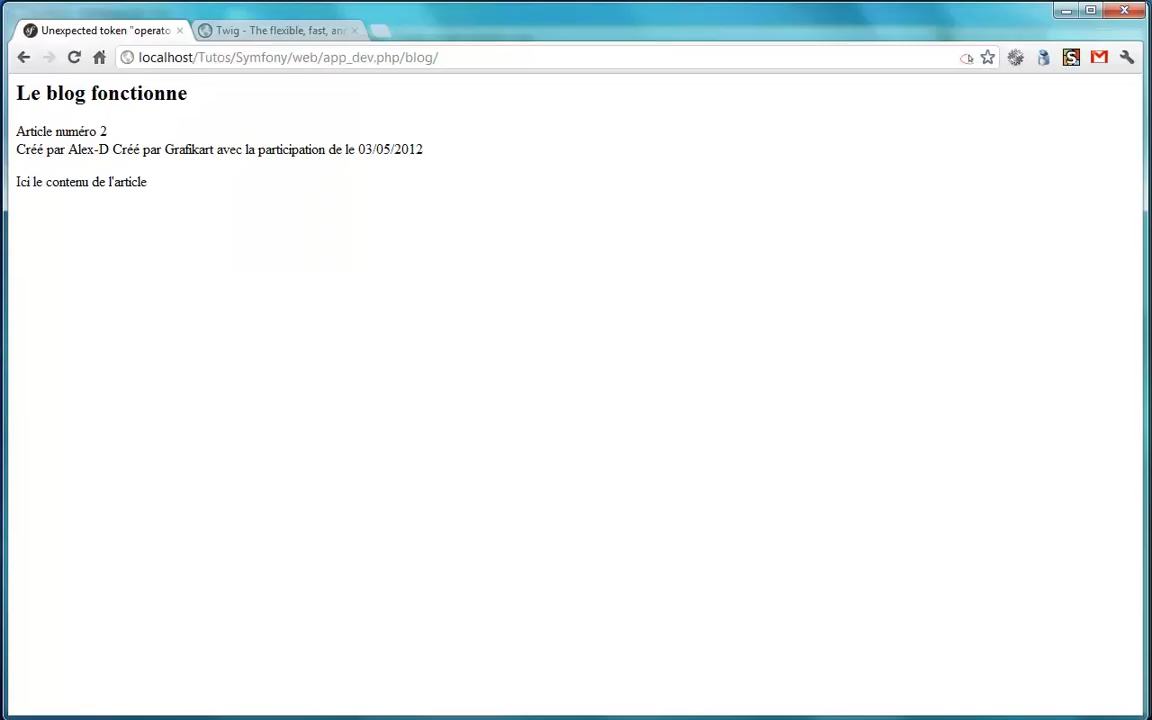 Unexpected token "operato
Twig - The flexible, fast, anr
localhost/Tutos/Symfony/web/app_dev.php/blog/
Le blog fonctionne
Article numéro 2
Créé par Alex-D Créé par Grafikart avec la participation de le 03/05/2012
Ici le contenu de l'article